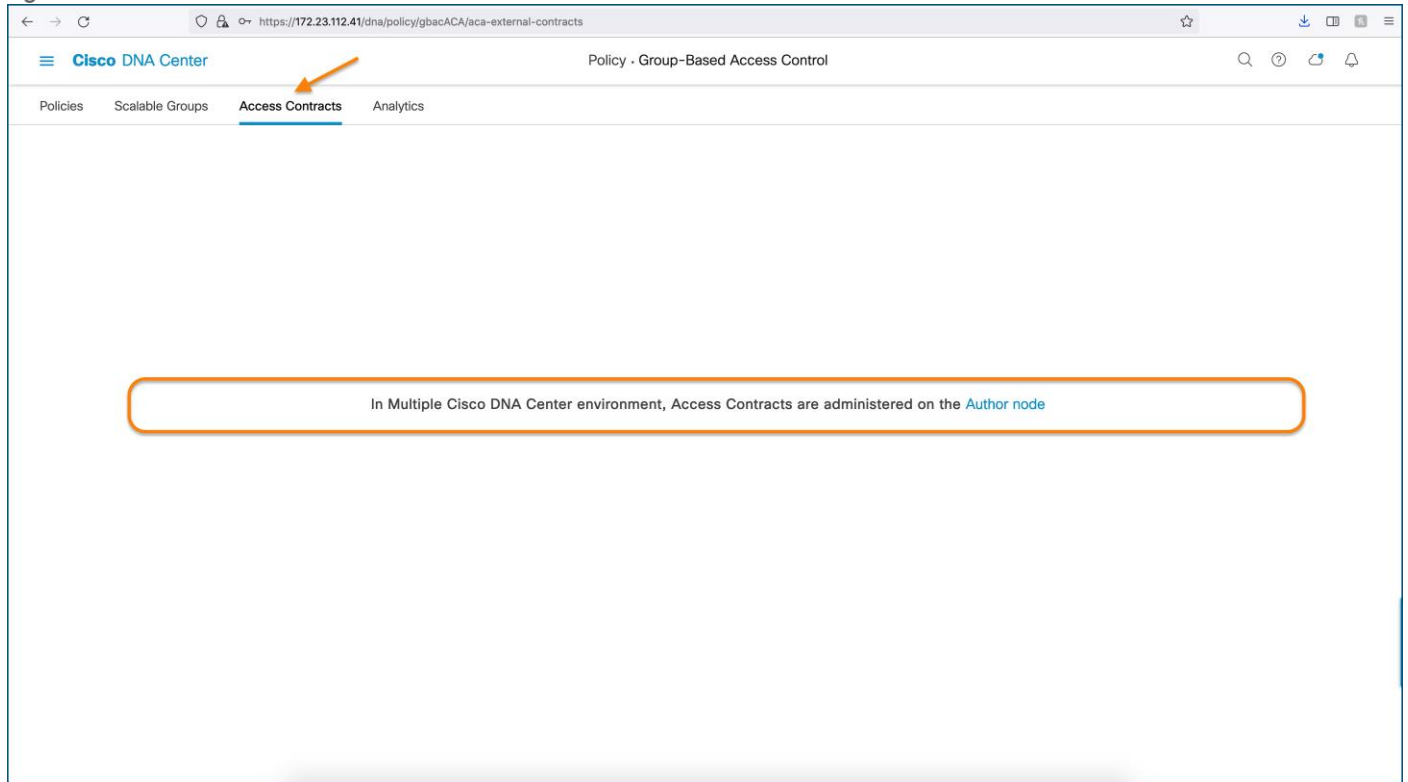 https://172.23.112.41/dna/policy/gbacACA/aca-external-contracts
Cisco DNA Center
Policy • Group-Based Access Control
Policies Scalable Groups Access Contracts Analytics
In Multiple Cisco DNA Center environment, Access Contracts are administered on the Author node